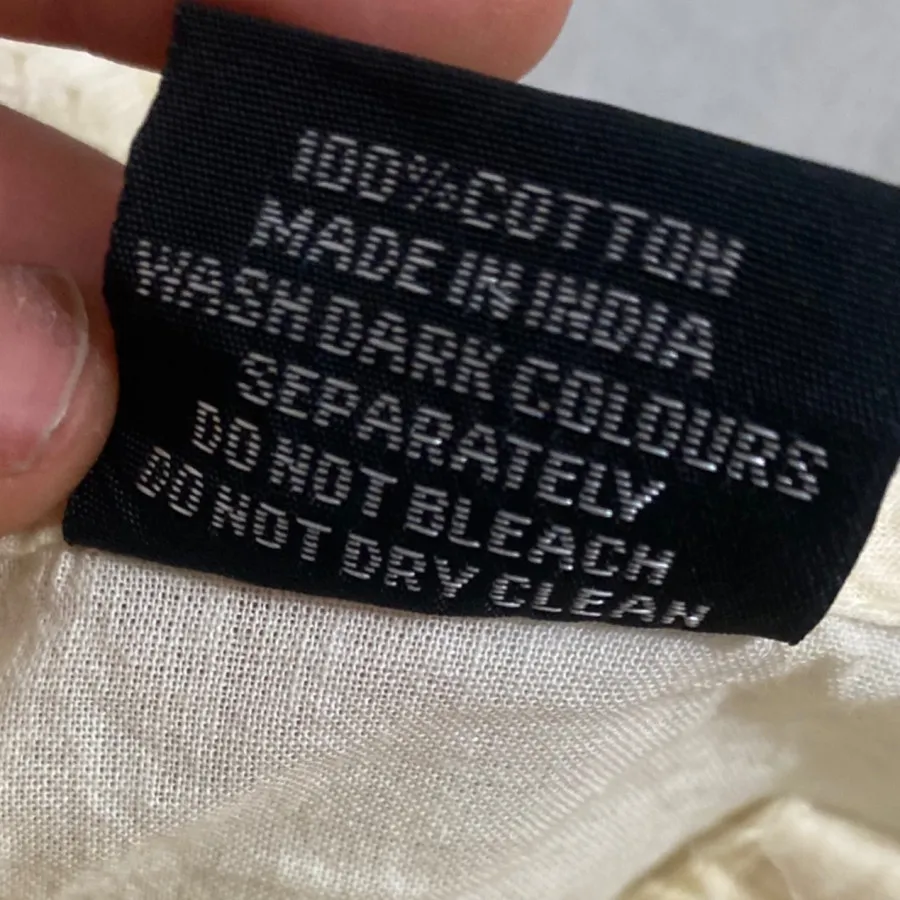 100%COTTON
MADE IN INDIA
WASH DARK COLOURS
SEPARATELY
DO NOT BLEACH
DO NOT DRY CLEAN